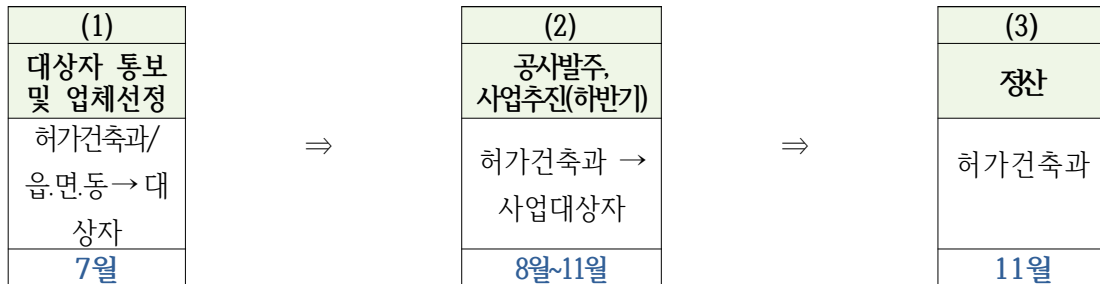 (1)
대상자 통보
및 업체선정
허가건축과/
읍.면.동→대
상자
7월
⇒
(2)
공사발주,
사업추진(하반기)
허가건축과 →
사업대상자
8월~11월
⇒
(3)
정산
허가건축과
11월